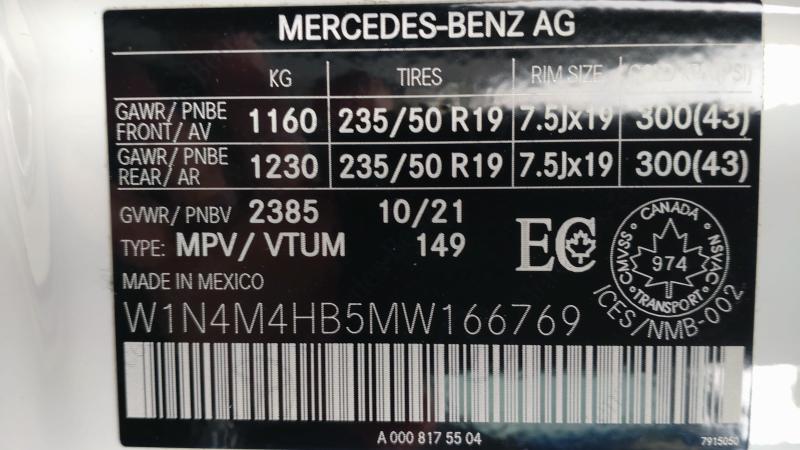 MERCEDES-BENZ AG
KG TIRES RIM SIZE
GAWR/ PNBE FRONT/ AV 1160 235/50 R19 7.5Jx19 300(43)
GAWR/ PNBE REAR/ AR 1230 235/50 R19 7.5Jx19 300(43)
GVWR/ PNBV 2385 10/21
TYPE: MPV/ VTUM 149
EC
CANADA
CMVSS 974 NSVAC
TRANSPORT
ICES/NMB-002
MADE IN MEXICO
W1N4M4HB5MW166769
A 000 817 55 04
7915050